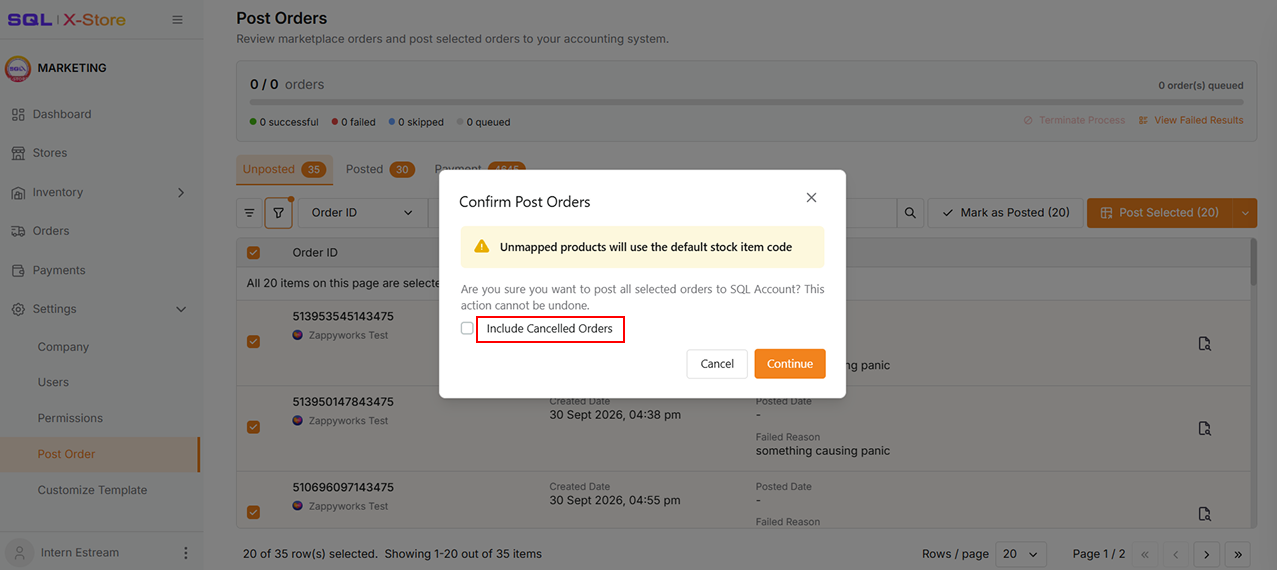 SQL | X-Store
MARKETING
Dashboard
Stores
Inventory
Orders
Payments
Settings
Company
Users
Permissions
Post Order
Customize Template
Intern Estream
Post Orders
Review marketplace orders and post selected orders to your accounting system.
0 / 0 orders
0 order(s) queued
0 successful 0 failed 0 skipped 0 queued
Terminate Process View Failed Results
Unposted 35 Posted 30 Payment 4645
Order ID
Mark as Posted (20)
Post Selected (20)
Order ID
All 20 items on this page are selected
Confirm Post Orders
Unmapped products will use the default stock item code
Are you sure you want to post all selected orders to SQL Account? This
action cannot be undone.
Include Cancelled Orders
Cancel Continue
513953545143475
Zappyworks Test
ng panic
513950147843475
Zappyworks Test
Created Date
30 Sept 2026, 04:38 pm
Posted Date
-
Failed Reason
something causing panic
510696097143475
Zappyworks Test
Created Date
30 Sept 2026, 04:55 pm
Posted Date
-
Failed Reason
20 of 35 row(s) selected. Showing 1-20 out of 35 items
Rows / page 20 Page 1 / 2